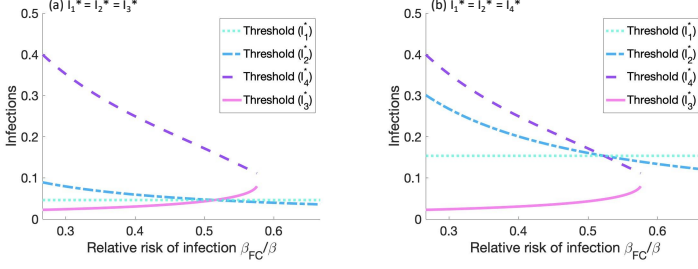 (a) I₁* = I₂* = I₃*
0.5
0.4
0.3
0.2
0.1
0
Infections
0.3 0.4 0.5 0.6
Relative risk of infection β_FC/β
Threshold (I₁*)
Threshold (I₂*)
Threshold (I₄*)
Threshold (I₃*)
(b) I₁* = I₂* = I₄*
0.5
0.4
0.3
0.2
0.1
0
0.3 0.4 0.5 0.6
Relative risk of infection β_FC/β
Threshold (I₁*)
Threshold (I₂*)
Threshold (I₄*)
Threshold (I₃*)